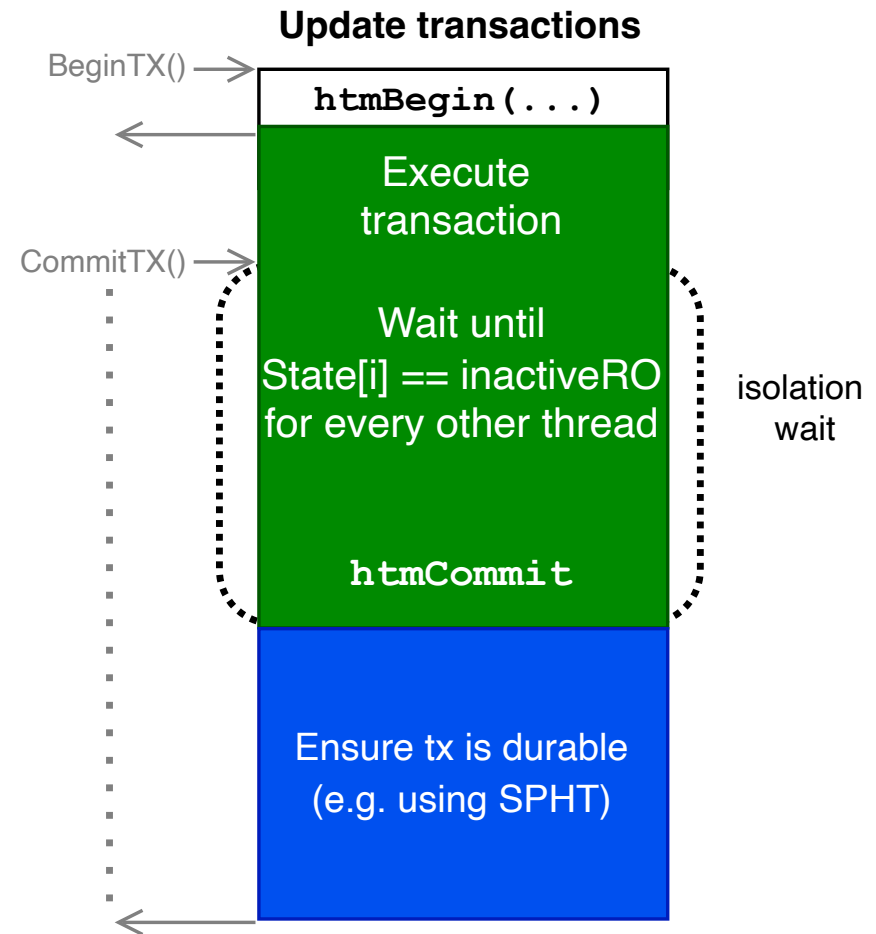 Update transactions
BeginTX()
htmBegin(...)
Execute
transaction
CommitTX()
Wait until
State[i] == inactiveRO
for every other thread
isolation
wait
htmCommit
Ensure tx is durable
(e.g. using SPHT)